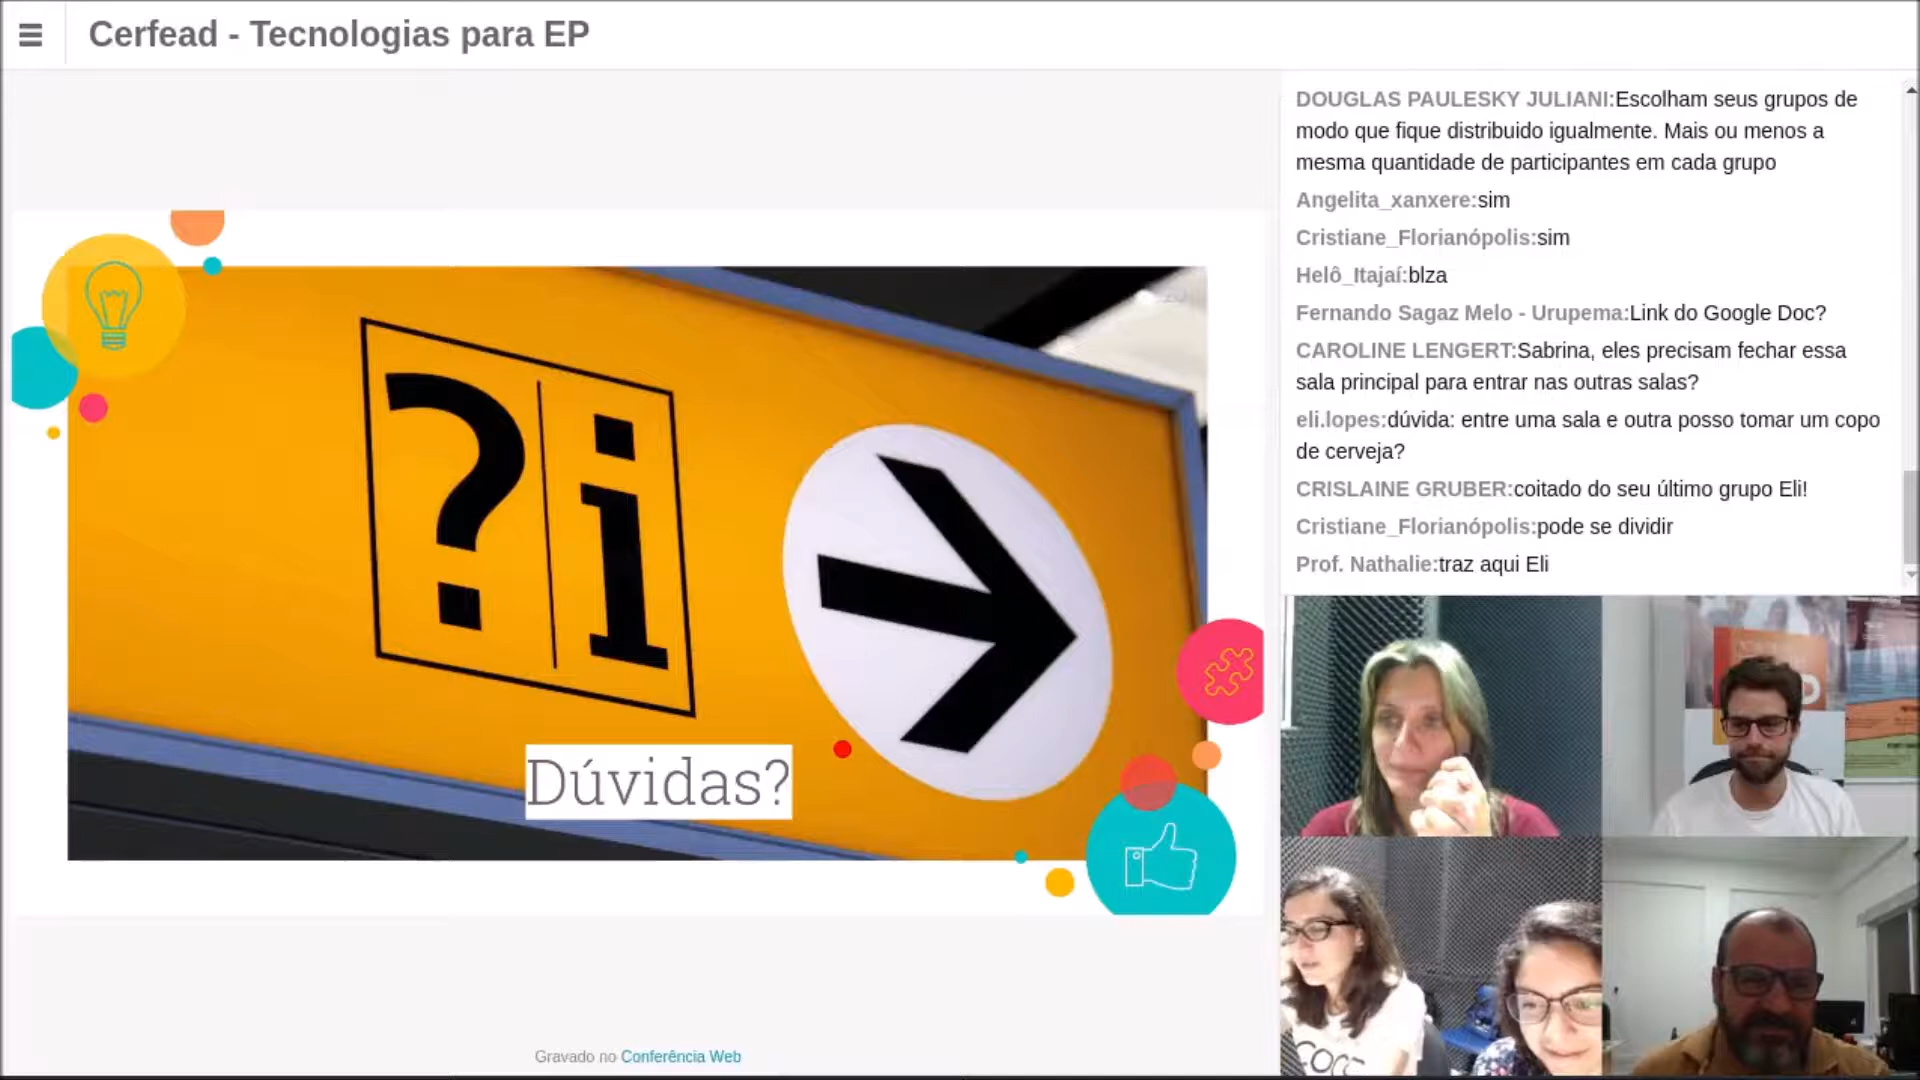 Cerfead - Tecnologias para EP
DOUGLAS PAULESKY JULIANI:Escolham seus grupos de
modo que fique distribuido igualmente. Mais ou menos a
mesma quantidade de participantes em cada grupo
Angelita_xanxere:sim
Cristiane_Florianópolis:sim
Helô_Itajaí:blza
Fernando Sagaz Melo - Urupema:Link do Google Doc?
CAROLINE LENGERT:Sabrina, eles precisam fechar essa
sala principal para entrar nas outras salas?
eli.lopes:dúvida: entre uma sala e outra posso tomar um copo
de cerveja?
CRISLAINE GRUBER:coitado do seu último grupo Eli!
Cristiane_Florianópolis:pode se dividir
Prof. Nathalie:traz aqui Eli
? i
Dúvidas?
Gravado no Conferência Web